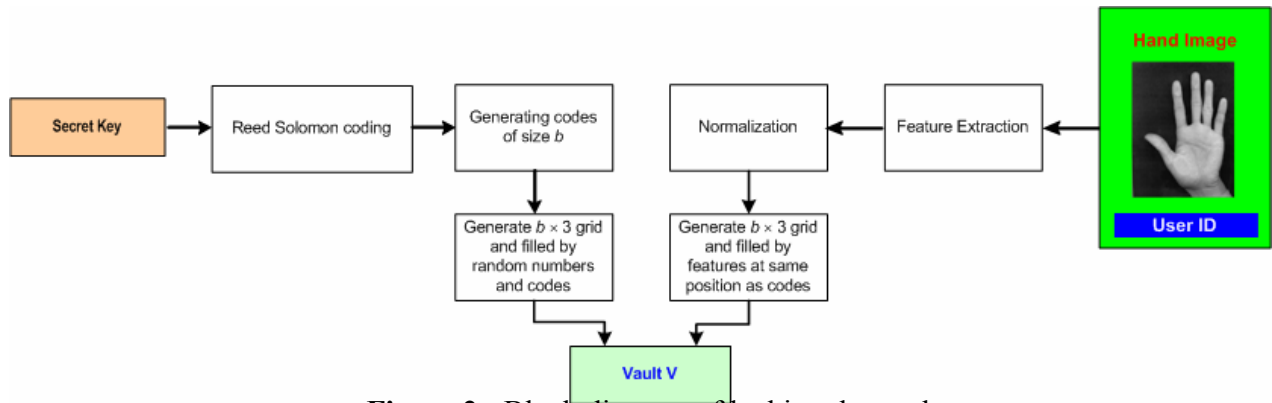 Hand Image
User ID
Secret Key
Reed Solomon coding
Generating codes
of size b
Normalization
Feature Extraction
Generate b × 3 grid
and filled by
random numbers
and codes
Generate b × 3 grid
and filled by
features at same
position as codes
Vault V